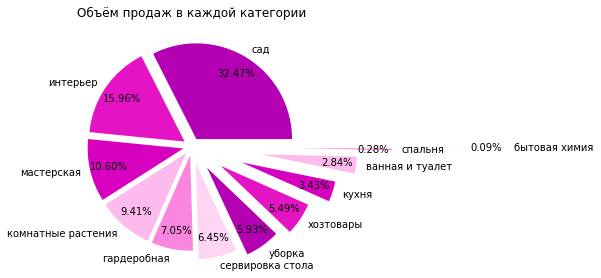 Объём продаж в каждой категории
сад
32.47%
интерьер
15.96%
мастерская
10.60%
комнатные растения
9.41%
гардеробная
7.05%
сервировка стола
6.45%
уборка
5.93%
хозтовары
5.49%
кухня
3.43%
ванная и туалет
2.84%
спальня
0.28%
бытовая химия
0.09%